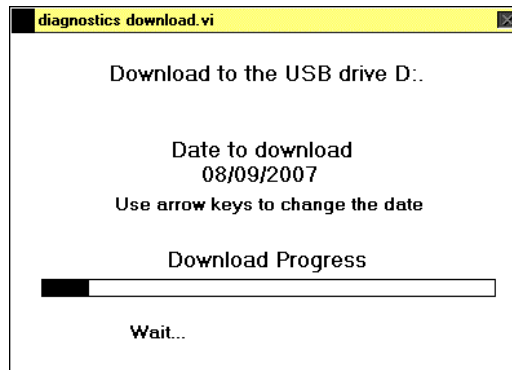 diagnostics download.vi
Download to the USB drive D:.
Date to download
08/09/2007
Use arrow keys to change the date
Download Progress
Wait...